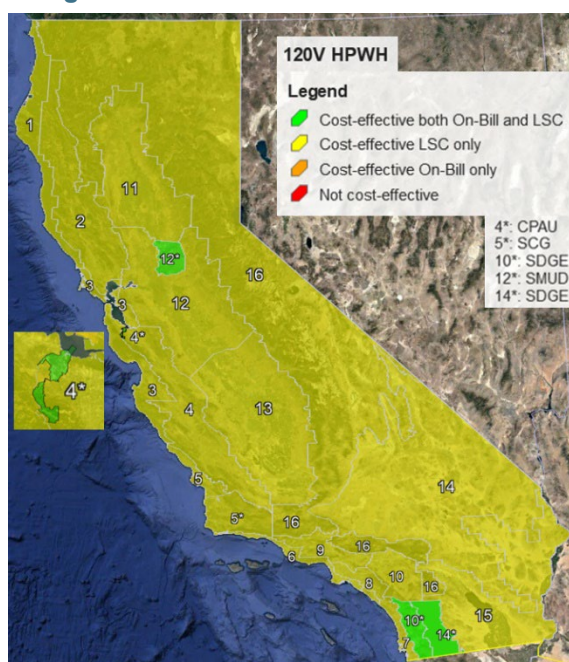 120V HPWH
Legend
Cost-effective both On-Bill and LSC
Cost-effective LSC only
Cost-effective On-Bill only
Not cost-effective
4*: CPAU
5*: SCG
10*: SDGE
12*: SMUD
14*: SDGE
1
11
2
12*
16
3
3
12
4*
4*
3
4
13
5
14
5*
16
6
9
16
8
10
16
10*
14*
15
7